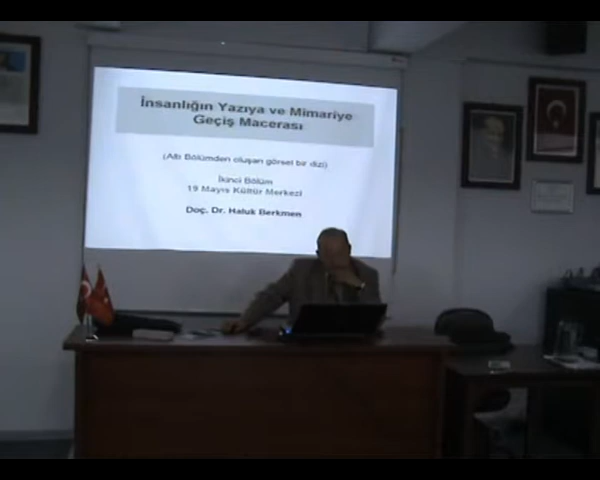 İnsanlığın Yazıya ve Mimariye
Geçiş Macerası
(Altı Bölümden oluşan görsel bir dizi)
İkinci Bölüm
19 Mayıs Kültür Merkezi
Doç. Dr. Haluk Berkmen